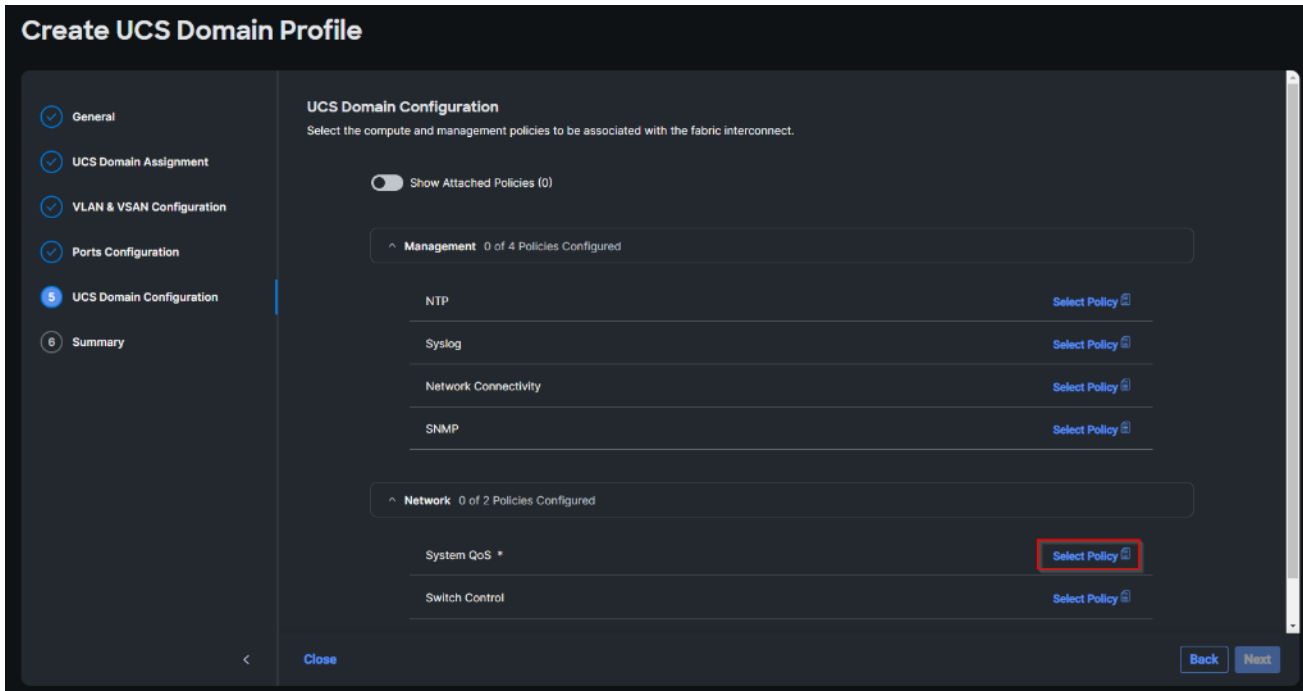 Create UCS Domain Profile
General
UCS Domain Assignment
VLAN & VSAN Configuration
Ports Configuration
5 UCS Domain Configuration
6 Summary
UCS Domain Configuration
Select the compute and management policies to be associated with the fabric interconnect.
Show Attached Policies (0)
Management 0 of 4 Policies Configured
NTP Select Policy
Syslog Select Policy
Network Connectivity Select Policy
SNMP Select Policy
Network 0 of 2 Policies Configured
System QoS * Select Policy
Switch Control Select Policy
Close Back Next